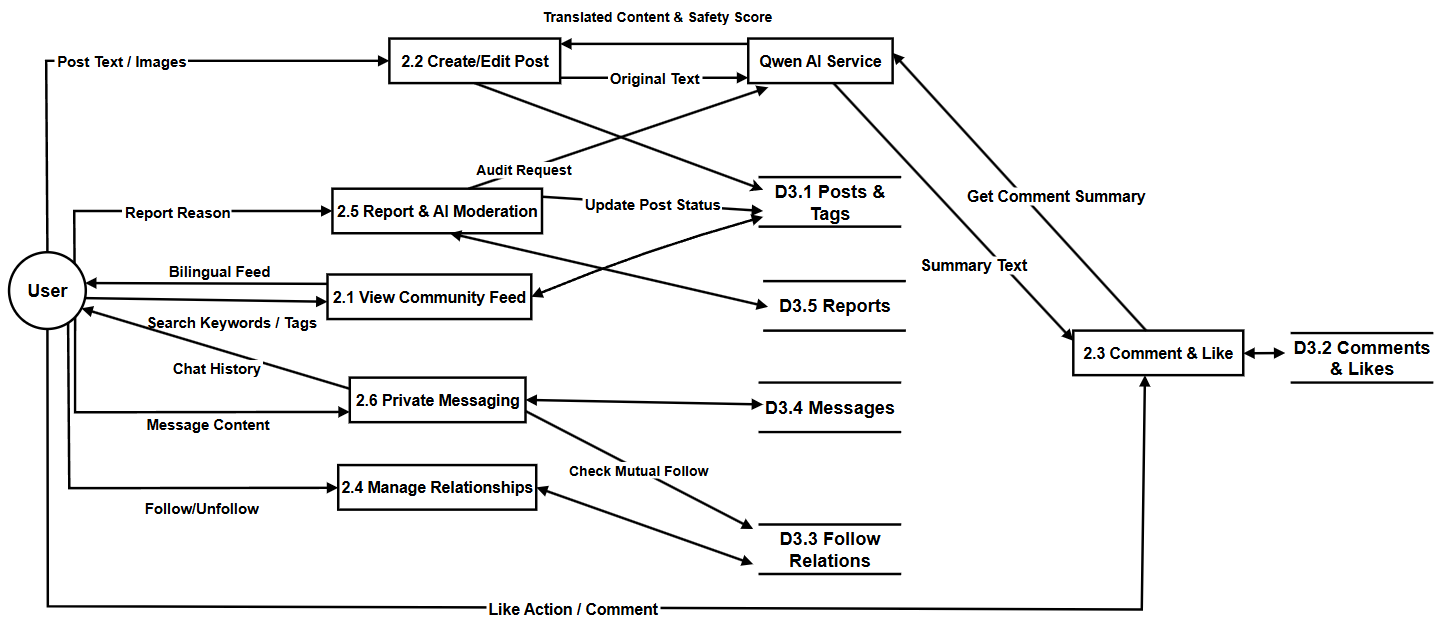 Translated Content & Safety Score
Post Text / Images
2.2 Create/Edit Post
Qwen AI Service
Original Text
Audit Request
D3.1 Posts &
Tags
Get Comment Summary
Report Reason
2.5 Report & AI Moderation
Update Post Status
Summary Text
Bilingual Feed
User
2.1 View Community Feed
D3.5 Reports
Search Keywords / Tags
2.3 Comment & Like
D3.2 Comments
& Likes
Chat History
2.6 Private Messaging
D3.4 Messages
Message Content
Check Mutual Follow
2.4 Manage Relationships
Follow/Unfollow
D3.3 Follow
Relations
Like Action / Comment